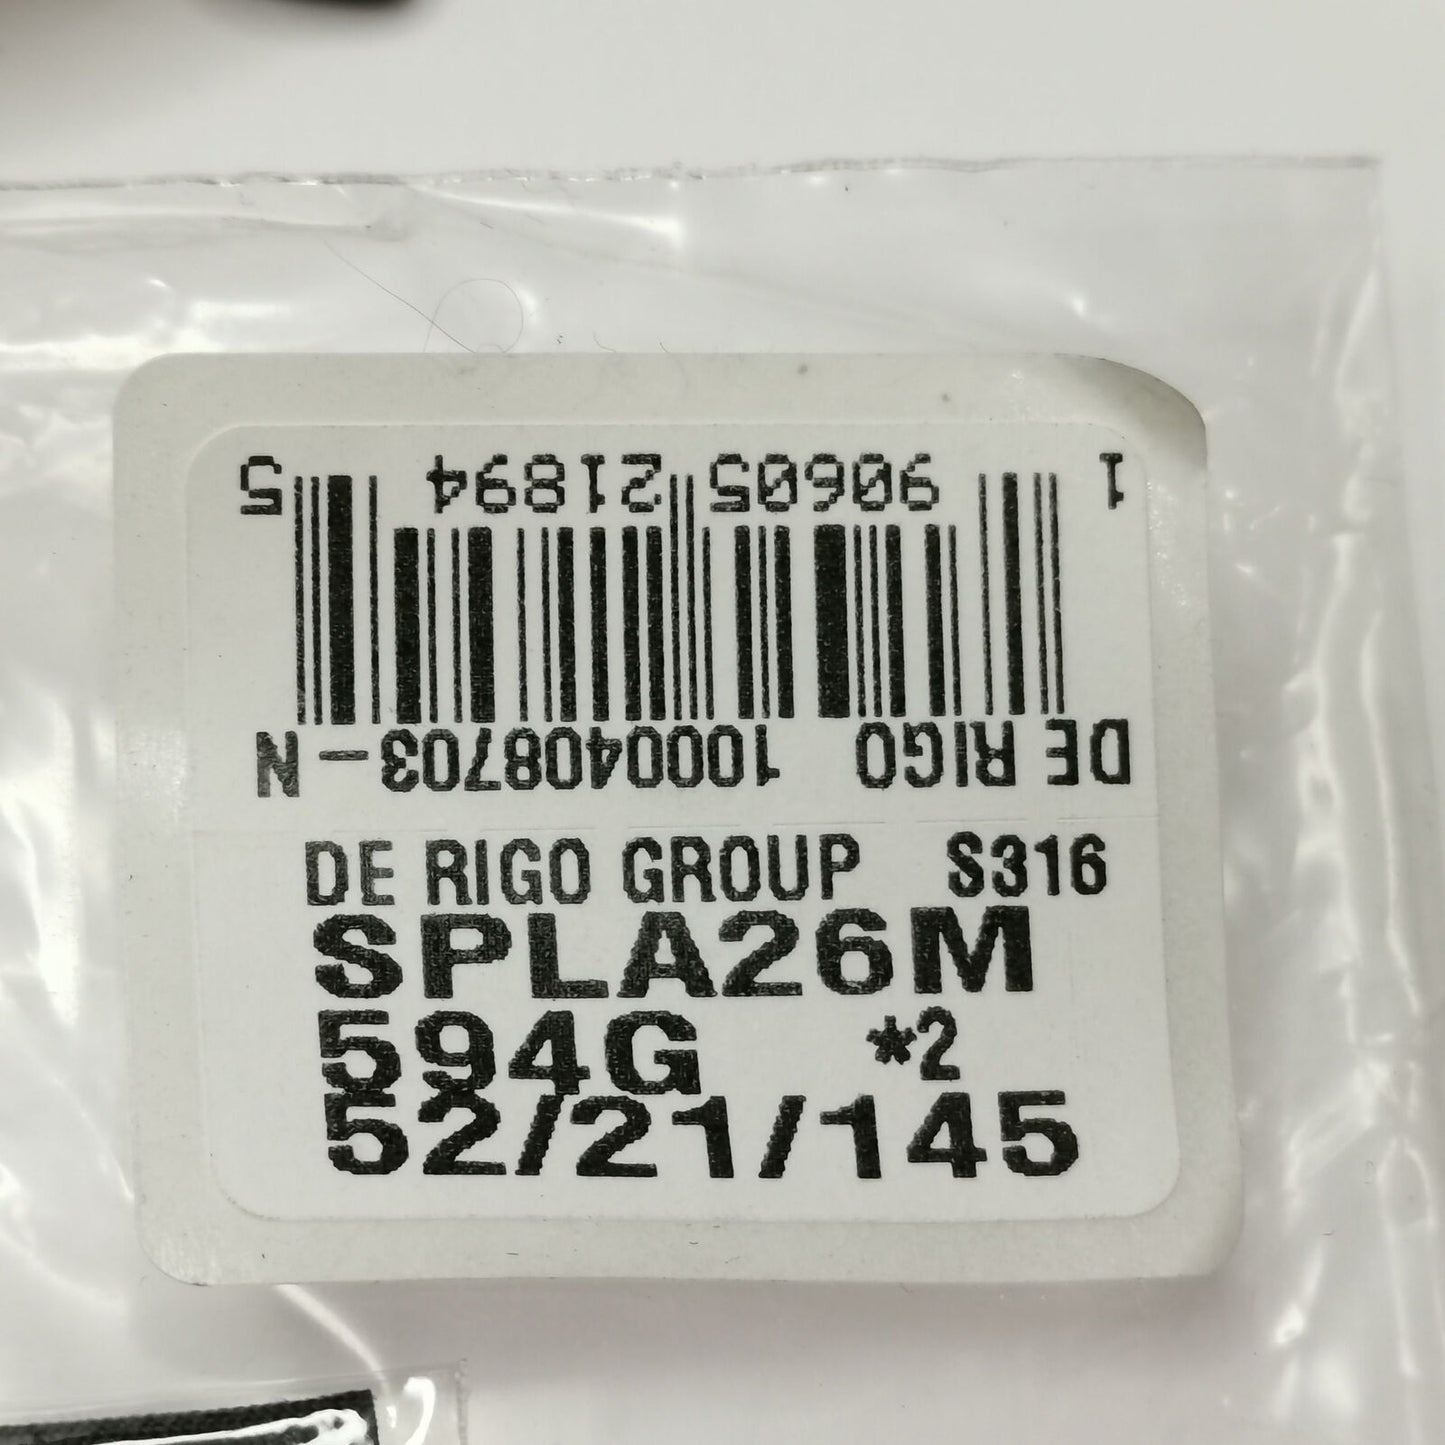 1 90605 21894 5
DE RIGO 1000408703-N
DE RIGO GROUP S316
SPLA26M
594G *2
52/21/145